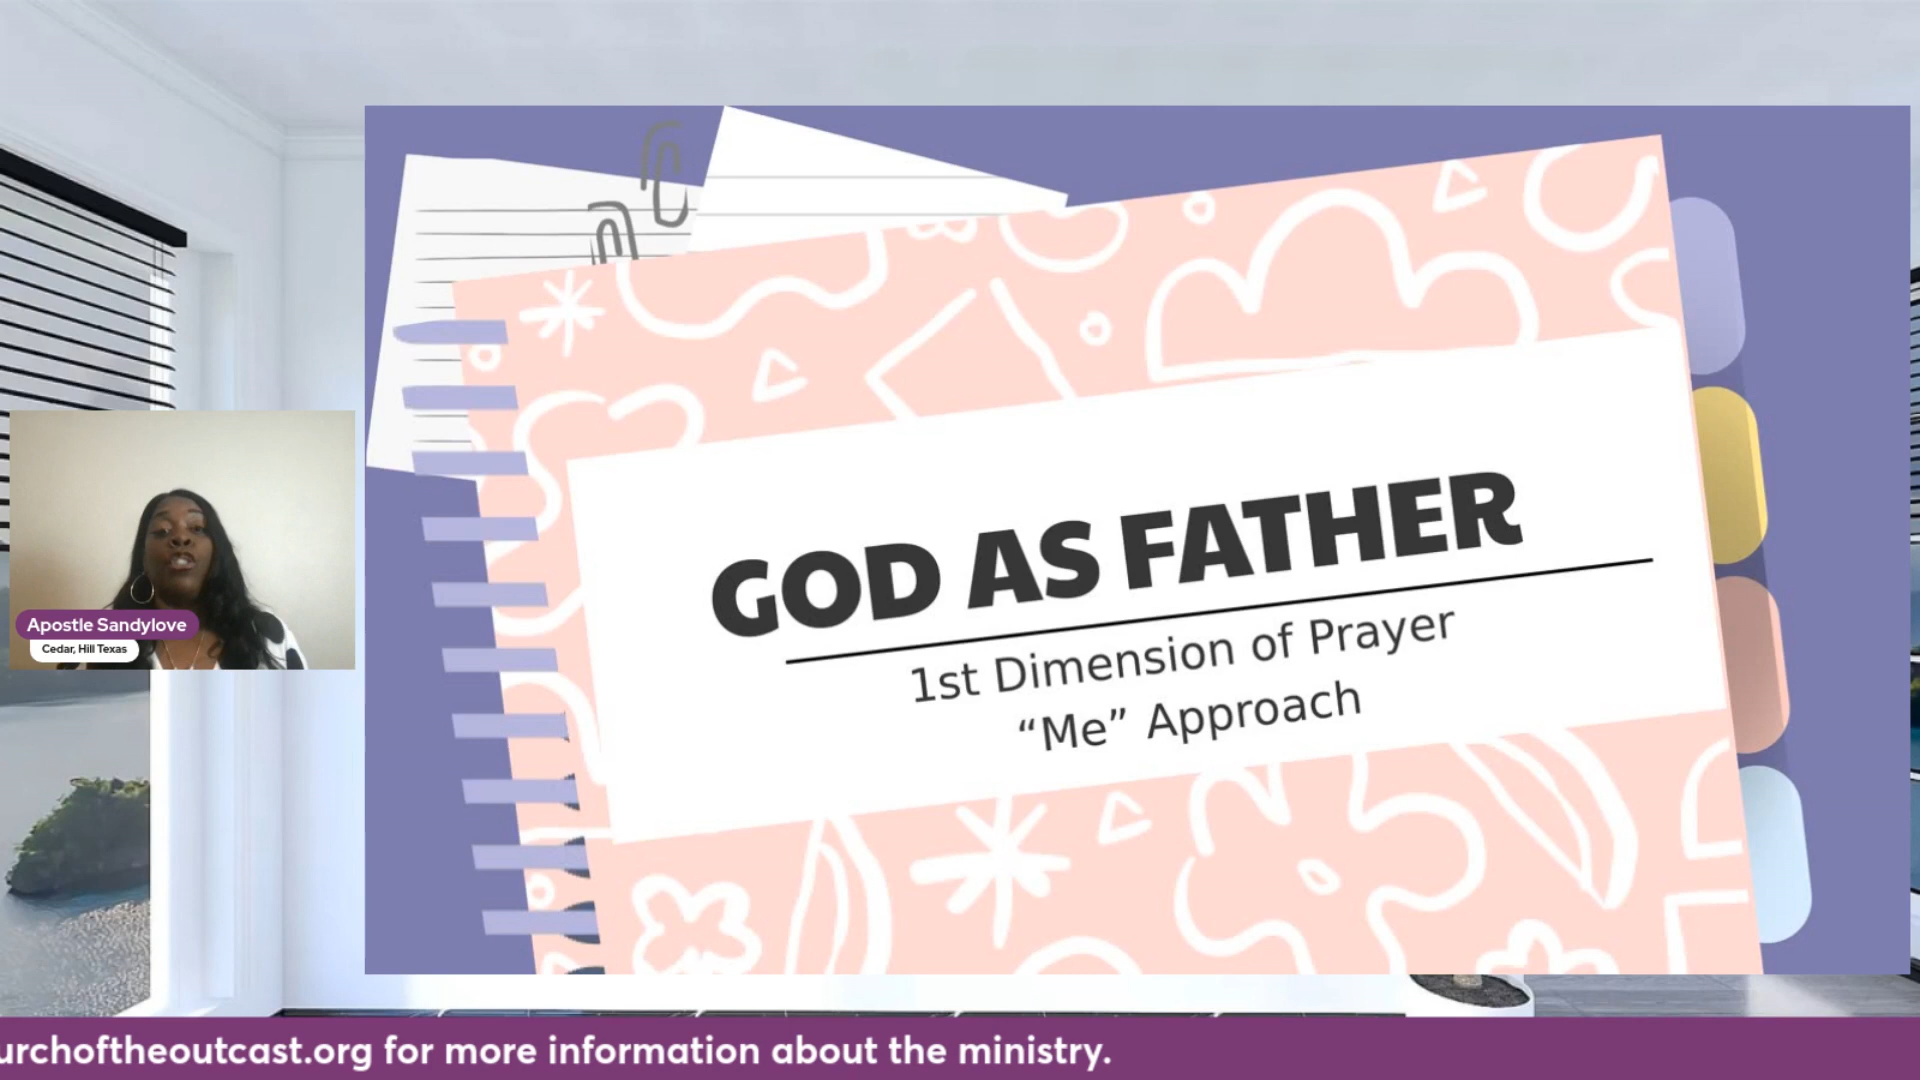 GOD AS FATHER
1st Dimension of Prayer
“Me” Approach
Apostle Sandylove
Cedar, Hill Texas
urchoftheoutcast.org for more information about the ministry.